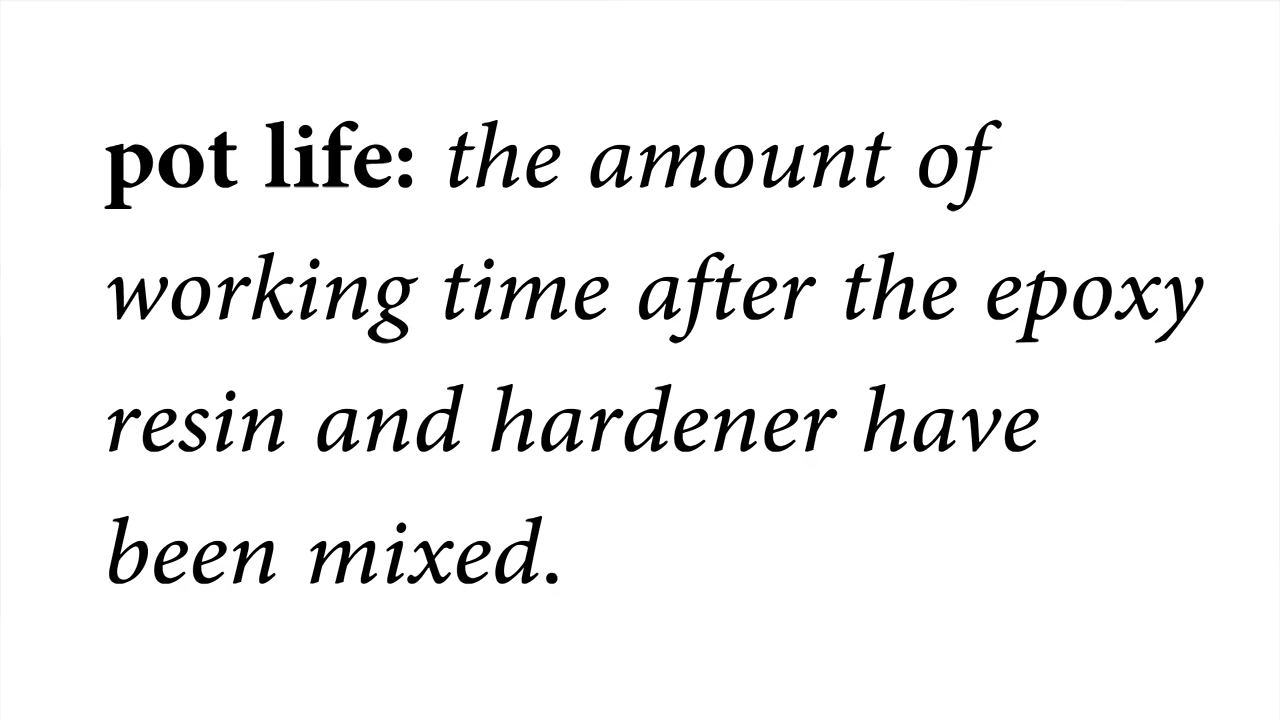 pot life: the amount of
working time after the epoxy
resin and hardener have
been mixed.